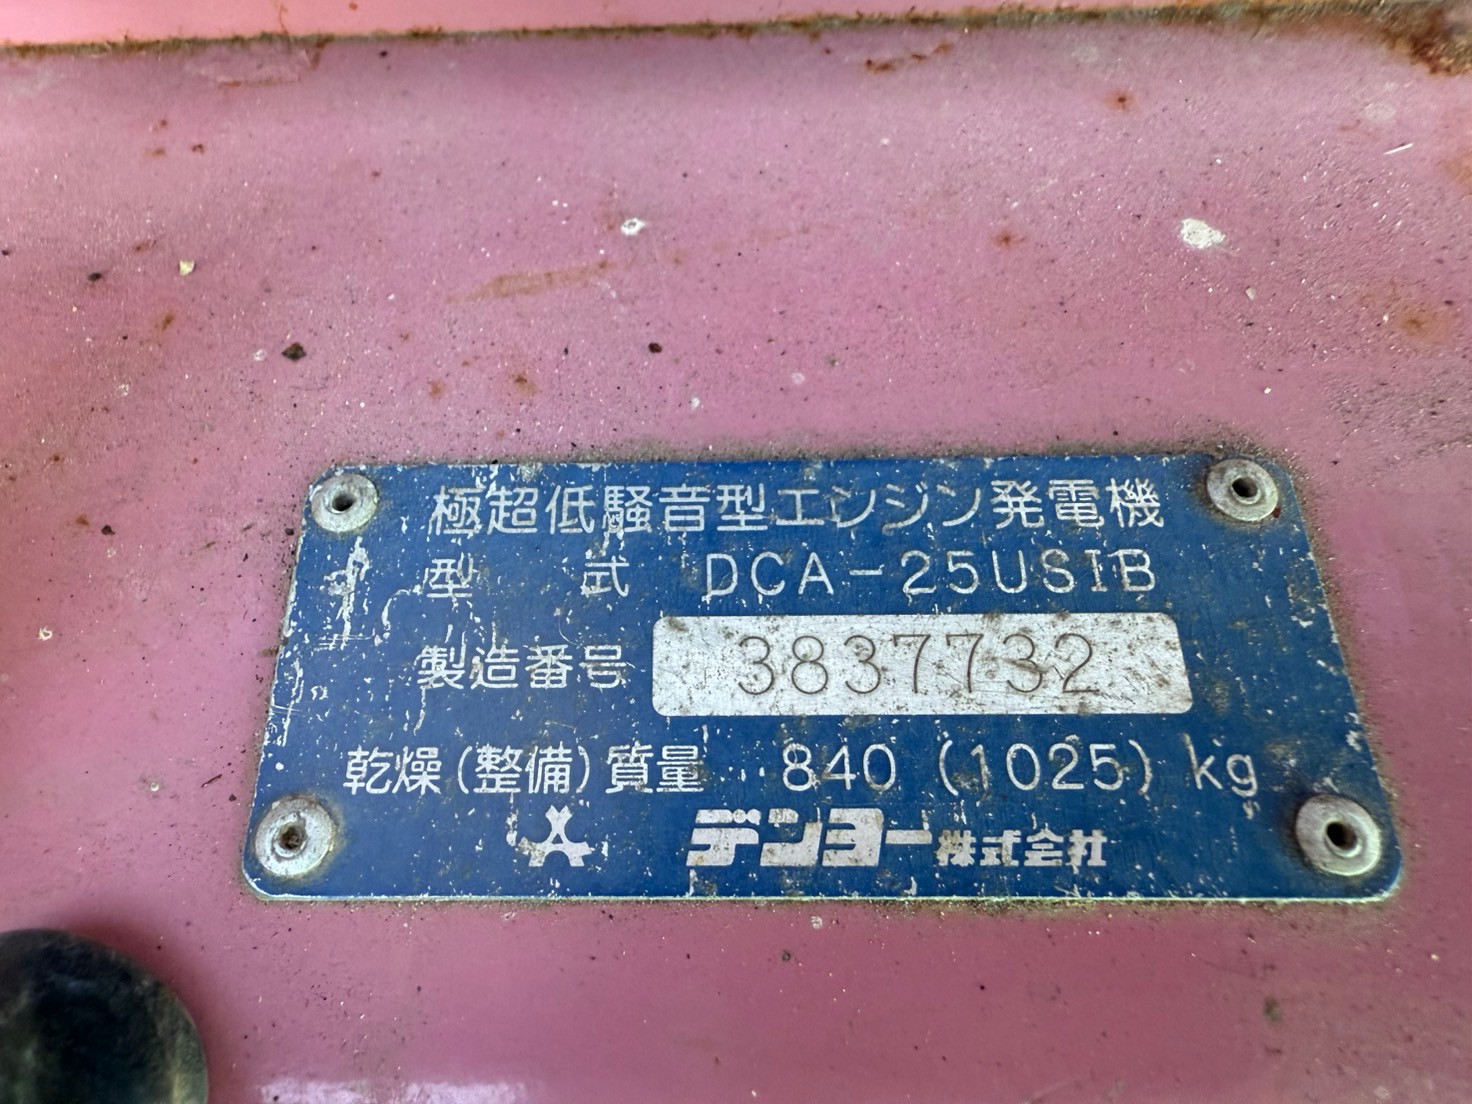 極超低騒音型エンジン発電機
型 式 DCA-25USIB
製造番号 3837732
乾燥(整備)質量 840 (1025) kg
デンヨー株式会社